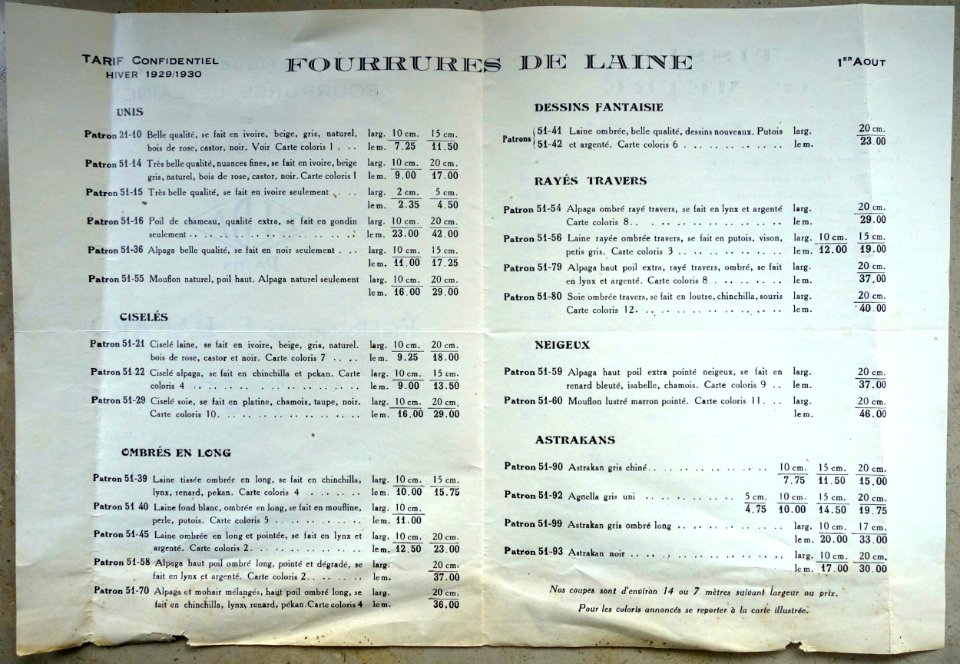 TARIF CONFIDENTIEL
HIVER 1929/1930
FOURRURES DE LAINE
1ER AOUT
UNIS
Patron 21-10 Belle qualité, se fait en ivoire, beige, gris, naturel, larg. 10 cm. 15 cm.
bois de rose, castor, noir. Voir Carte coloris 1 . . . le m. 7.25 11.50
Patron 51-14 Très belle qualité, nuances fines, se fait en ivoire, beige larg. 10 cm. 20 cm.
gris, naturel, bois de rose, castor, noir. Carte coloris 1 le m. 9.00 17.00
Patron 51-15 Très belle qualité, se fait en ivoire seulement . . . larg. 2 cm. 5 cm.
le m. 2.35 4.50
Patron 51-16 Poil de chameau, qualité extra, se fait en gondin larg. 10 cm. 20 cm.
seulement . . . . . . . . . . . . . le m. 23.00 42.00
Patron 51-36 Alpaga belle qualité, se fait en noir seulement . . . larg. 10 cm. 15 cm.
le m. 11.00 17.25
Patron 51-55 Mouflon naturel, poil haut. Alpaga naturel seulement larg. 10 cm. 20 cm.
le m. 16.00 29.00
CISELÉS
Patron 51-21 Ciselé laine, se fait en ivoire, beige, gris, naturel, larg. 10 cm. 20 cm.
bois de rose, castor et noir. Carte coloris 7 . . . . le m. 9.25 18.00
Patron 51-22 Ciselé alpaga, se fait en chinchilla et pekan. Carte larg. 10 cm. 15 cm.
coloris 4 . . . . . . . . . . . . . le m. 9.00 13.50
Patron 51-29 Ciselé soie, se fait en platine, chamois, taupe, noir. larg. 10 cm. 20 cm.
Carte coloris 10. . . . . . . . . . . . le m. 16.00 29.00
OMBRÉS EN LONG
Patron 51-39 Laine tissée ombrée en long, se fait en chinchilla, larg. 10 cm. 15 cm.
lynx, renard, pekan. Carte coloris 4 . . . . . . le m. 10.00 15.75
Patron 51 40 Laine fond blanc, ombrée en long, se fait en moufline, larg. 10 cm.
perle, putois. Carte coloris 5 . . . . . . . . le m. 11.00
Patron 51-45 Laine ombrée en long et pointée, se fait en lynx et larg. 10 cm. 20 cm.
argenté. Carte coloris 2. . . . . . . . . . le m. 12.50 23.00
Patron 51-58 Alpaga haut poil ombré long, pointé et dégradé, se larg. 20 cm.
fait en lynx et argenté. Carte coloris 2. . . . . . le m. 37.00
Patron 51-70 Alpaga et mohair mélangés, haut poil ombré long, se larg. 20 cm.
fait en chinchilla, lynx, renard, pékan. Carte coloris 4 le m. 36.00
DESSINS FANTAISIE
Patrons 51-41 Laine ombrée, belle qualité, dessins nouveaux. Putois larg. 20 cm.
51-42 et argenté. Carte coloris 6 . . . . . . . . le m. 23.00
RAYÉS TRAVERS
Patron 51-54 Alpaga ombré rayé travers, se fait en lynx et argenté larg. 20 cm.
Carte coloris 8. . . . . . . . . . . . le m. 29.00
Patron 51-56 Laine rayée ombrée travers, se fait en putois, vison, larg. 10 cm. 15 cm.
petis gris. Carte coloris 3 . . . . . . . . . le m. 12.00 19.00
Patron 51-79 Alpaga haut poil extra, rayé travers, ombré, se fait larg. 20 cm.
en lynx et argenté. Carte coloris 8 . . . . . . . le m. 37.00
Patron 51-80 Soie ombrée travers, se fait en loutre, chinchilla, souris larg. 20 cm.
Carte coloris 12. . . . . . . . . . . . le m. 40.00
NEIGEUX
Patron 51-59 Alpaga haut poil extra pointé neigeux, se fait en larg. 20 cm.
renard bleuté, isabelle, chamois. Carte coloris 9 . . le m. 37.00
Patron 51-60 Mouflon lustré marron pointé. Carte coloris 11. . . larg. 20 cm.
le m. 46.00
ASTRAKANS
Patron 51-90 Astrakan gris chiné. . . . . . . . . . . 10 cm. 15 cm. 20 cm.
7.75 11.50 15.00
Patron 51-92 Agnella gris uni . . . . . . . . . 5 cm. 10 cm. 15 cm. 20 cm.
4.75 10.00 14.50 19.75
Patron 51-99 Astrakan gris ombré long . . . . . . . . . larg. 10 cm. 17 cm.
le m. 20.00 33.00
Patron 51-93 Astrakan noir . . . . . . . . . . . . larg. 10 cm. 20 cm.
le m. 17.00 30.00
Nos coupes sont d'environ 14 ou 7 mètres suivant largeur ou prix.
Pour les coloris annoncés se reporter à la carte illustrée.